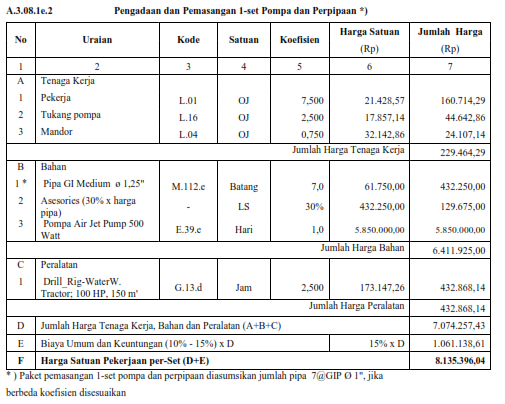 A.3.08.1e.2 Pengadaan dan Pemasangan 1-set Pompa dan Perpipaan *)
No Uraian Kode Satuan Koefisien Harga Satuan (Rp) Jumlah Harga (Rp)
1 2 3 4 5 6 7
A Tenaga Kerja
1 Pekerja L.01 OJ 7,500 21.428,57 160.714,29
2 Tukang pompa L.16 OJ 2,500 17.857,14 44.642,86
3 Mandor L.04 OJ 0,750 32.142,86 24.107,14
Jumlah Harga Tenaga Kerja 229.464,29
B Bahan
1 * Pipa GI Medium ø 1,25" M.112.e Batang 7,0 61.750,00 432.250,00
2 Asesories (30% x harga pipa) - LS 30% 432.250,00 129.675,00
3 Pompa Air Jet Pump 500 Watt E.39.e Hari 1,0 5.850.000,00 5.850.000,00
Jumlah Harga Bahan 6.411.925,00
C Peralatan
1 Drill_Rig-WaterW. Tractor; 100 HP, 150 m' G.13.d Jam 2,500 173.147,26 432.868,14
Jumlah Harga Peralatan 432.868,14
D Jumlah Harga Tenaga Kerja, Bahan dan Peralatan (A+B+C) 7.074.257,43
E Biaya Umum dan Keuntungan (10% - 15%) x D 15% x D 1.061.138,61
F Harga Satuan Pekerjaan per-Set (D+E) 8.135.396,04
* ) Paket pemasangan 1-set pompa dan perpipaan diasumsikan jumlah pipa 7@GIP Ø 1", jika
berbeda koefisien disesuaikan